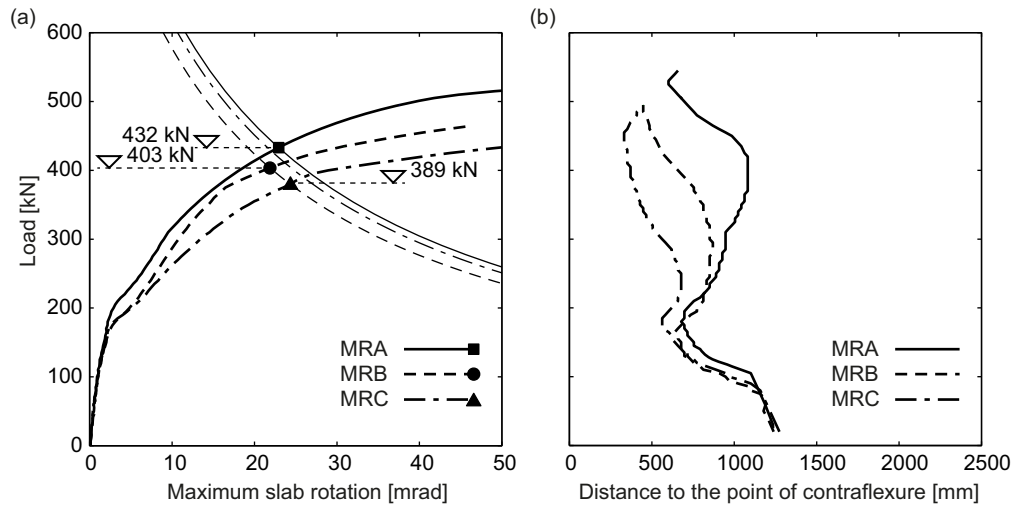 (a)
600
500
400
300
200
100
0
Load [kN]
432 kN
403 kN
389 kN
MRA
MRB
MRC
0 10 20 30 40 50
Maximum slab rotation [mrad]
(b)
MRA
MRB
MRC
0 500 1000 1500 2000 2500
Distance to the point of contraflexure [mm]